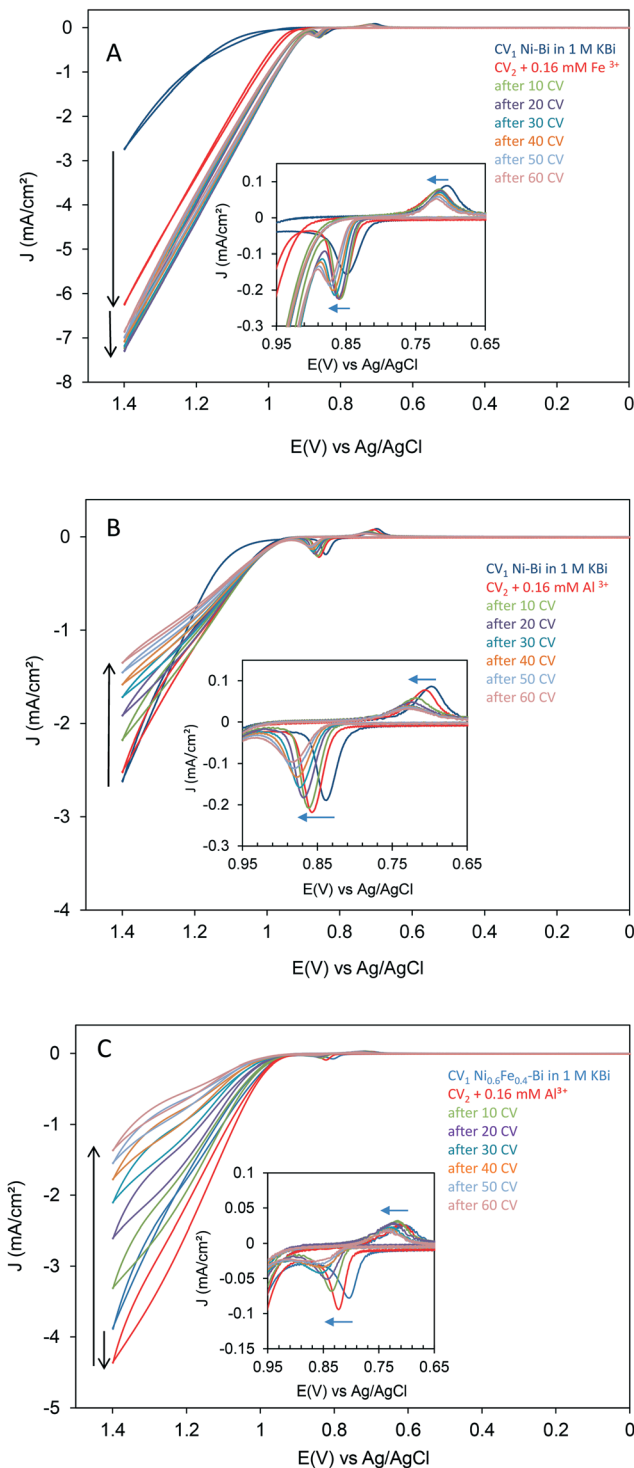 A
CV₁ Ni-Bi in 1 M KBi
CV₂ + 0.16 mM Fe ³⁺
after 10 CV
after 20 CV
after 30 CV
after 40 CV
after 50 CV
after 60 CV
0
-1
-2
-3
-4
-5
-6
-7
-8
J (mA/cm²)
0.1
0
-0.1
-0.2
-0.3
J (mA/cm²)
0.95 0.85 0.75 0.65
E(V) vs Ag/AgCl
1.4 1.2 1 0.8 0.6 0.4 0.2 0
E(V) vs Ag/AgCl
B
CV₁ Ni-Bi in 1 M KBi
CV₂ + 0.16 mM Al ³⁺
after 10 CV
after 20 CV
after 30 CV
after 40 CV
after 50 CV
after 60 CV
0
-1
-2
-3
-4
J (mA/cm²)
0.1
0
-0.1
-0.2
-0.3
J (mA/cm²)
0.95 0.85 0.75 0.65
E(V) vs Ag/AgCl
1.4 1.2 1 0.8 0.6 0.4 0.2 0
E(V) vs Ag/AgCl
C
CV₁ Ni₀.₆Fe₀.₄-Bi in 1 M KBi
CV₂ + 0.16 mM Al³⁺
after 10 CV
after 20 CV
after 30 CV
after 40 CV
after 50 CV
after 60 CV
0
-1
-2
-3
-4
-5
J (mA/cm²)
0.1
0.05
0
-0.05
-0.1
-0.15
J (mA/cm²)
0.95 0.85 0.75 0.65
E(V) vs Ag/AgCl
1.4 1.2 1 0.8 0.6 0.4 0.2 0
E(V) vs Ag/AgCl